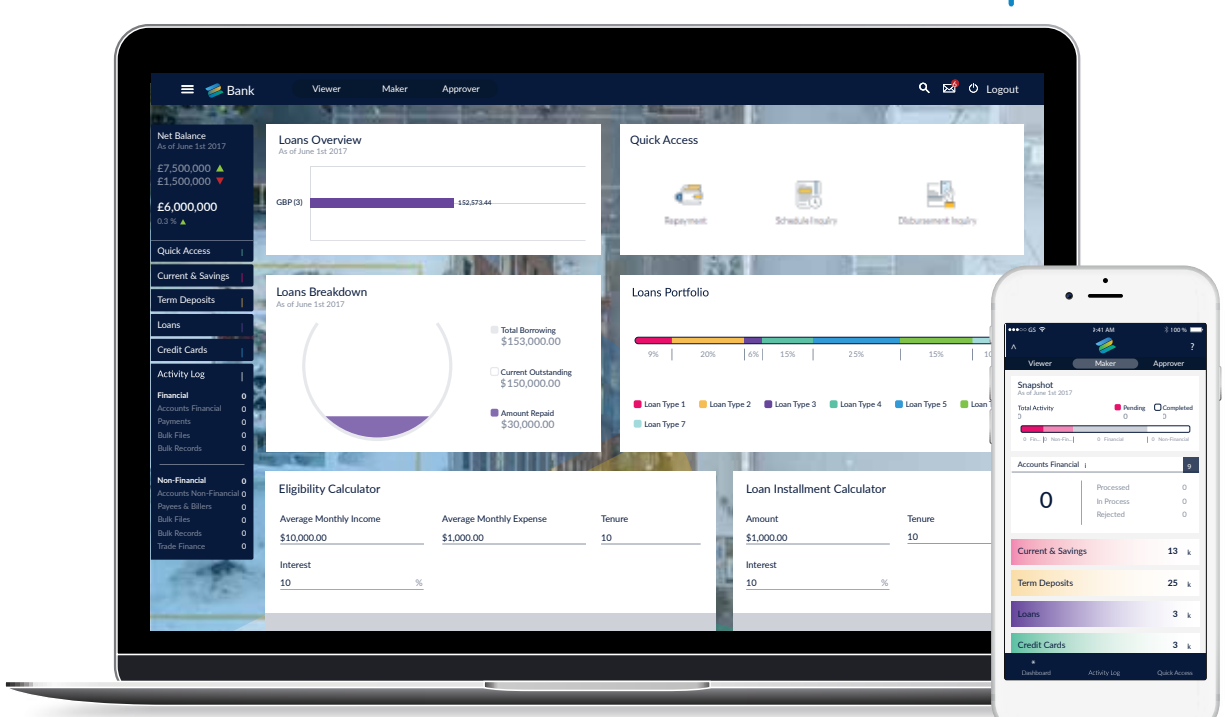 Bank
Viewer
Maker
Approver
6
Logout
Net Balance
As of June 1st 2017
£7,500,000
£1,500,000
£6,000,000
0.3 %
Quick Access
Current & Savings
Term Deposits
Loans
Credit Cards
Activity Log
Financial 0
Accounts Financial 0
Payments 0
Bulk Files 0
Bulk Records 0
Non-Financial 0
Accounts Non-Financial 0
Payees & Billers 0
Bulk Files 0
Bulk Records 0
Trade Finance 0
Loans Overview
As of June 1st 2017
GBP (3)
152,573.44
Quick Access
Repayment
Schedule Inquiry
Disbursement Inquiry
Loans Breakdown
As of June 1st 2017
Total Borrowing
$153,000.00
Current Outstanding
$150,000.00
Amount Repaid
$30,000.00
Loans Portfolio
9% 20% 6% 15% 25% 15% 10
Loan Type 1 Loan Type 2 Loan Type 3 Loan Type 4 Loan Type 5 Loan
Loan Type 7
Eligibility Calculator
Average Monthly Income Average Monthly Expense Tenure
$10,000.00 $1,000.00 10
Interest
10 %
Loan Installment Calculator
Amount Tenure
$1,000.00 10
Interest
10 %
GS 9:41 AM 100 %
?
Viewer Maker Approver
Snapshot
As of June 1st 2017
Total Activity Pending Completed
0 Fin... 0 Non-Fin... 0 Financial 0 Non-Financial
Accounts Financial 9
0
Processed 0
In Process 0
Rejected 0
Current & Savings 13 k
Term Deposits 25 k
Loans 3 k
Credit Cards 3 k
Dashboard Activity Log Quick Access